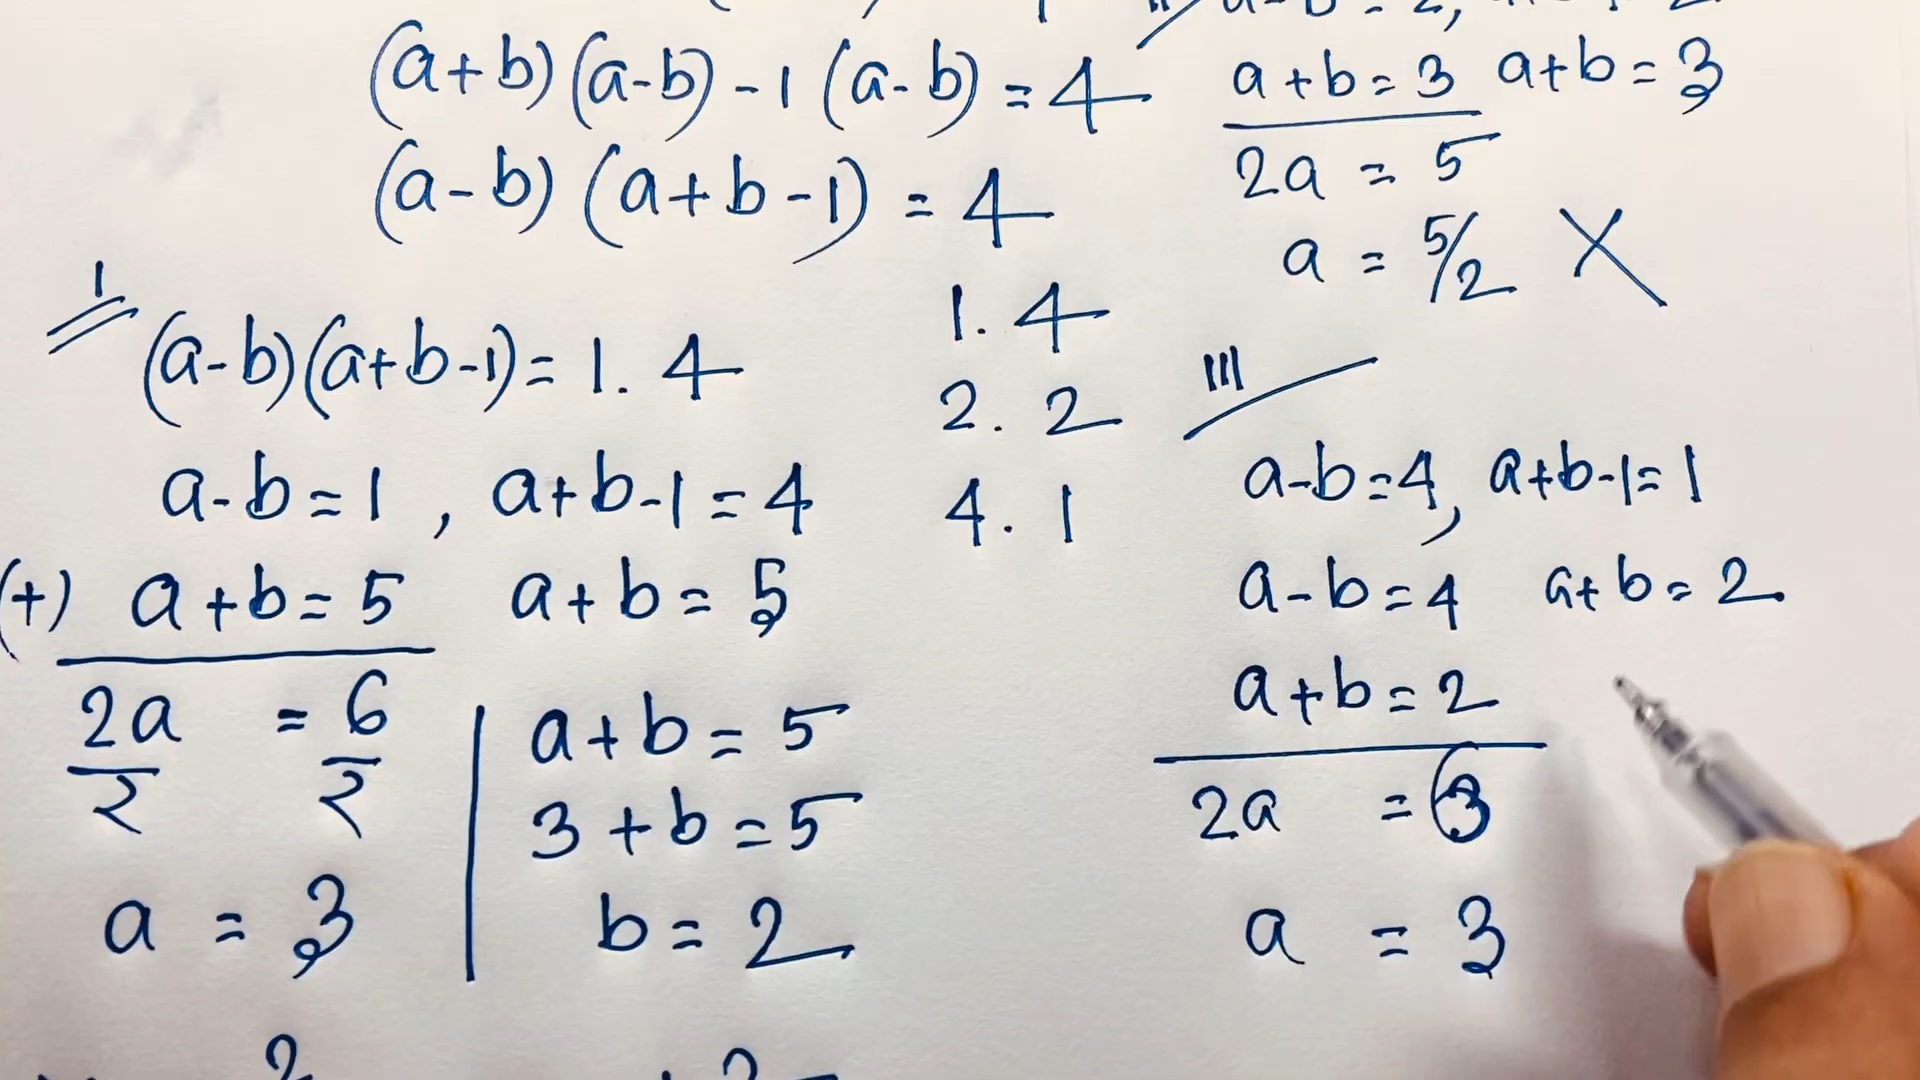 (a+b)(a-b)-1(a-b)=4
(a-b)(a+b-1)=4
1
(a-b)(a+b-1)=1.4
a-b=1, a+b-1=4
(+) a+b=5 a+b=5
2a/2 = 6/2
a = 3
a+b=5
3+b=5
b=2
1.4
2.2
4.1
a+b=3 a+b=3
2a=5
a=5/2 X
III
a-b=4, a+b-1=1
a-b=4 a+b=2
a+b=2
2a =
a = 3